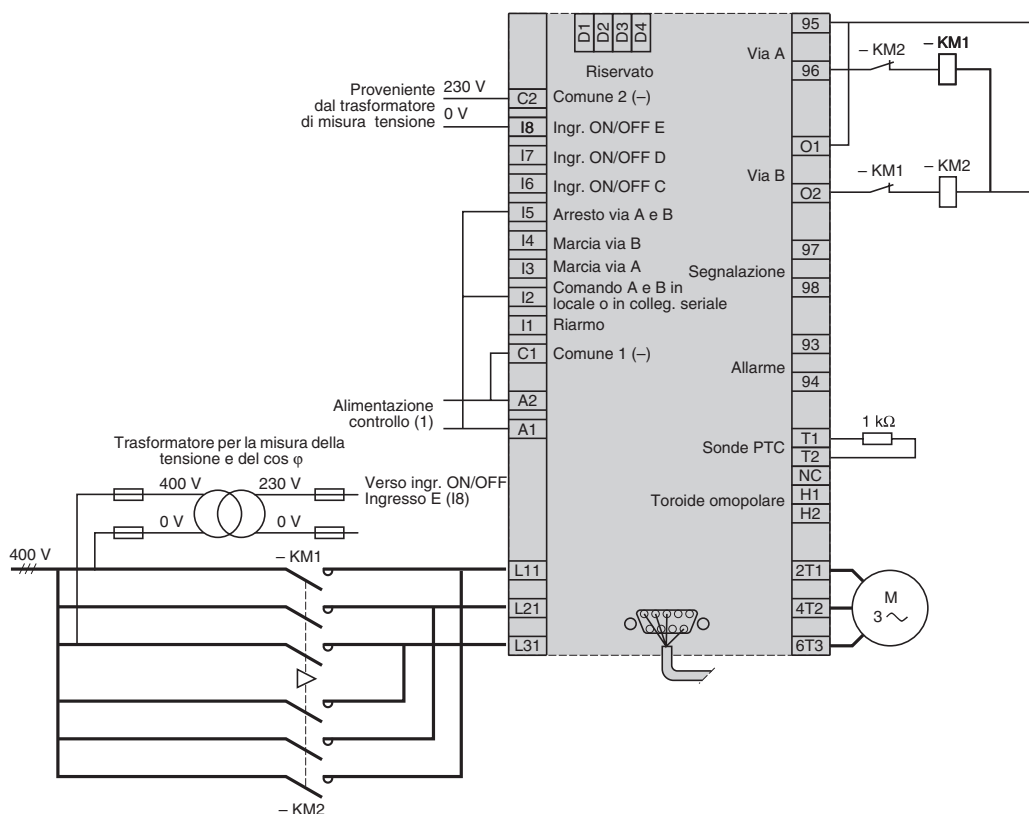 D1
D2
D3
D4
Riservato
95
Via A
96
– KM2
– KM1
Proveniente
dal trasformatore
di misura tensione
230 V
0 V
C2
Comune 2 (–)
I8
Ingr. ON/OFF E
I7
Ingr. ON/OFF D
I6
Ingr. ON/OFF C
I5
Arresto via A e B
I4
Marcia via B
I3
Marcia via A
I2
Comando A e B in
locale o in colleg. seriale
I1
Riarmo
C1
Comune 1 (–)
A2
A1
Alimentazione
controllo (1)
O1
Via B
O2
– KM1
– KM2
97
Segnalazione
98
93
Allarme
94
T1
Sonde PTC
T2
1 kΩ
NC
H1
Toroide omopolare
H2
Trasformatore per la misura della
tensione e del cos φ
400 V
230 V
0 V
0 V
Verso ingr. ON/OFF
Ingresso E (I8)
400 V
– KM1
L11
L21
L31
2T1
4T2
6T3
M
3
– KM2